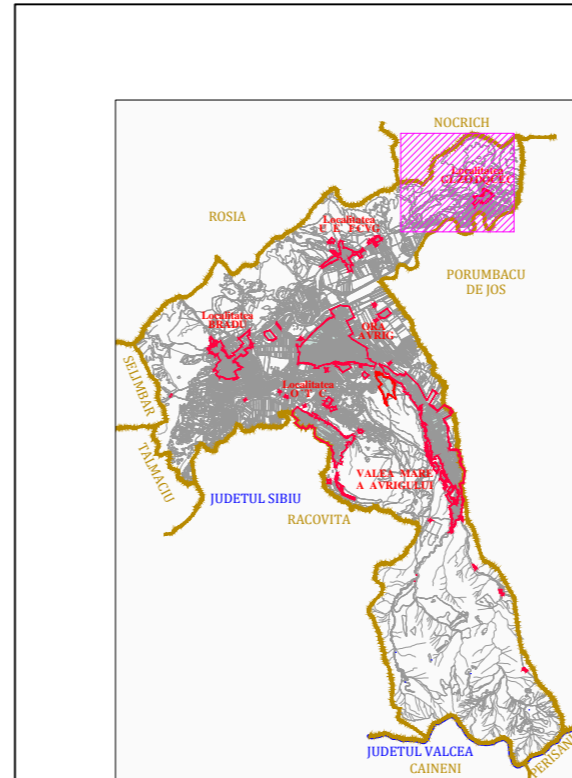 NOCRICH
Localitatea
ROSIA
Localitatea
PORUMBACU
DE JOS
Localitatea
BRADU
AVRIG
SELIMBAR
Localitatea
TALMACIU
VALEA MARE
A AVRIGULUI
JUDETUL SIBIU
RACOVITA
JUDETUL VALCEA
CAINENI
PERISANI